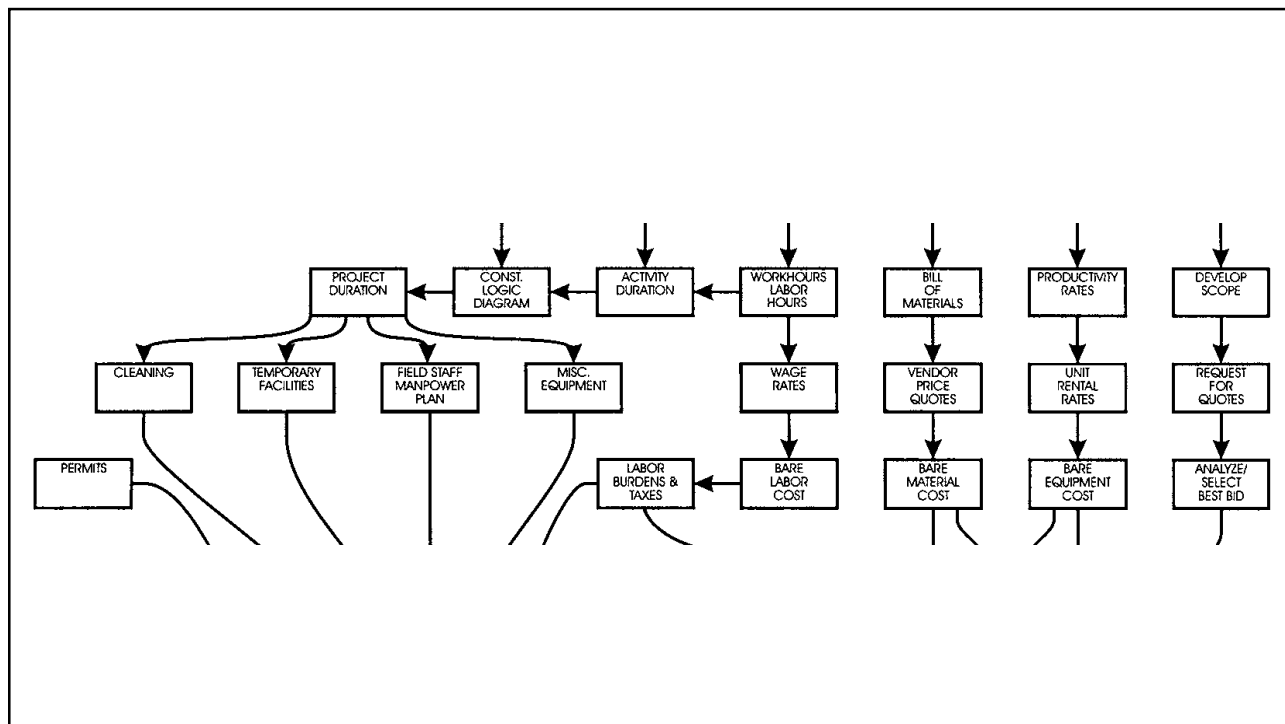 PROJECT
DURATION
CONST.
LOGIC
DIAGRAM
ACTIVITY
DURATION
WORKHOURS
LABOR
HOURS
BILL
OF
MATERIALS
PRODUCTIVITY
RATES
DEVELOP
SCOPE
CLEANING
TEMPORARY
FACILITIES
FIELD STAFF
MANPOWER
PLAN
MISC.
EQUIPMENT
WAGE
RATES
VENDOR
PRICE
QUOTES
UNIT
RENTAL
RATES
REQUEST
FOR
QUOTES
PERMITS
LABOR
BURDENS &
TAXES
BARE
LABOR
COST
BARE
MATERIAL
COST
BARE
EQUIPMENT
COST
ANALYZE/
SELECT
BEST BID